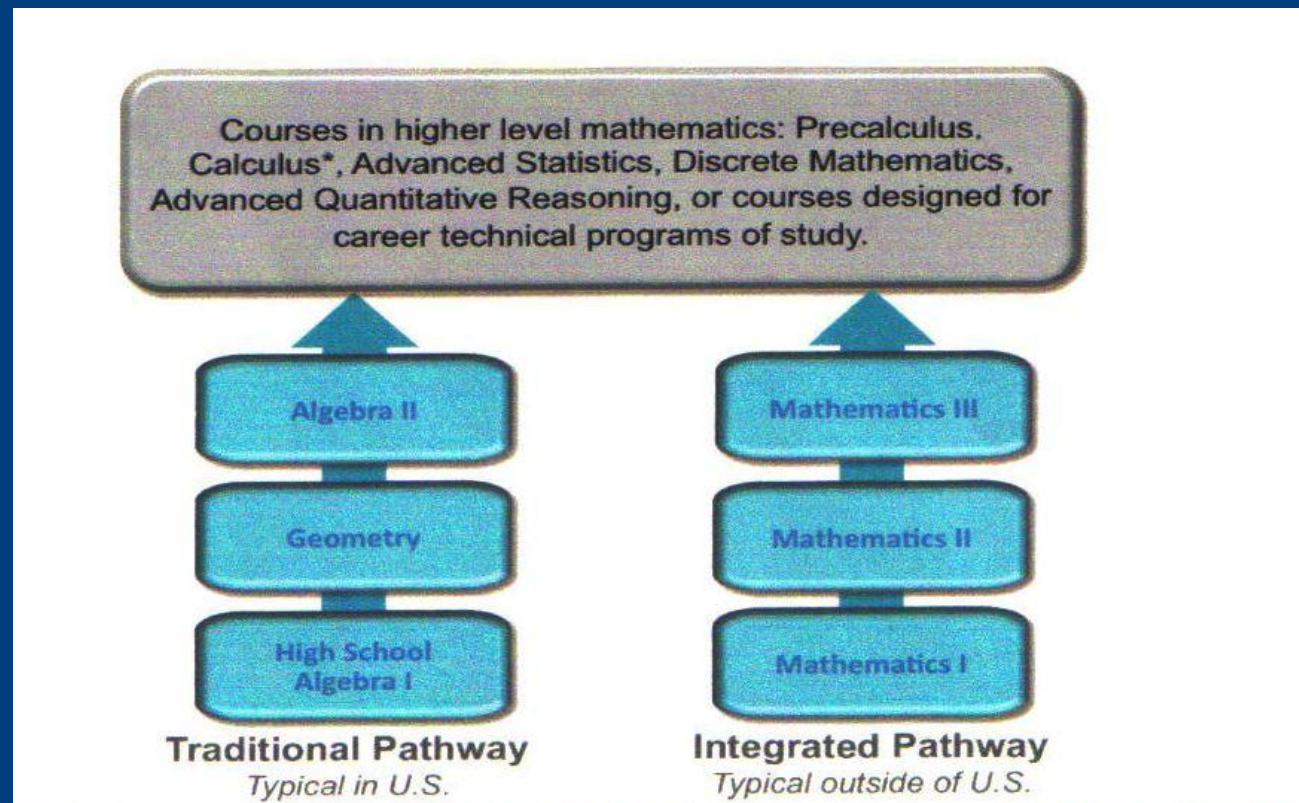 Courses in higher level mathematics: Precalculus,
Calculus*, Advanced Statistics, Discrete Mathematics,
Advanced Quantitative Reasoning, or courses designed for
career technical programs of study.
Algebra II
Geometry
High School
Algebra I
Traditional Pathway
Typical in U.S.
Mathematics III
Mathematics II
Mathematics I
Integrated Pathway
Typical outside of U.S.